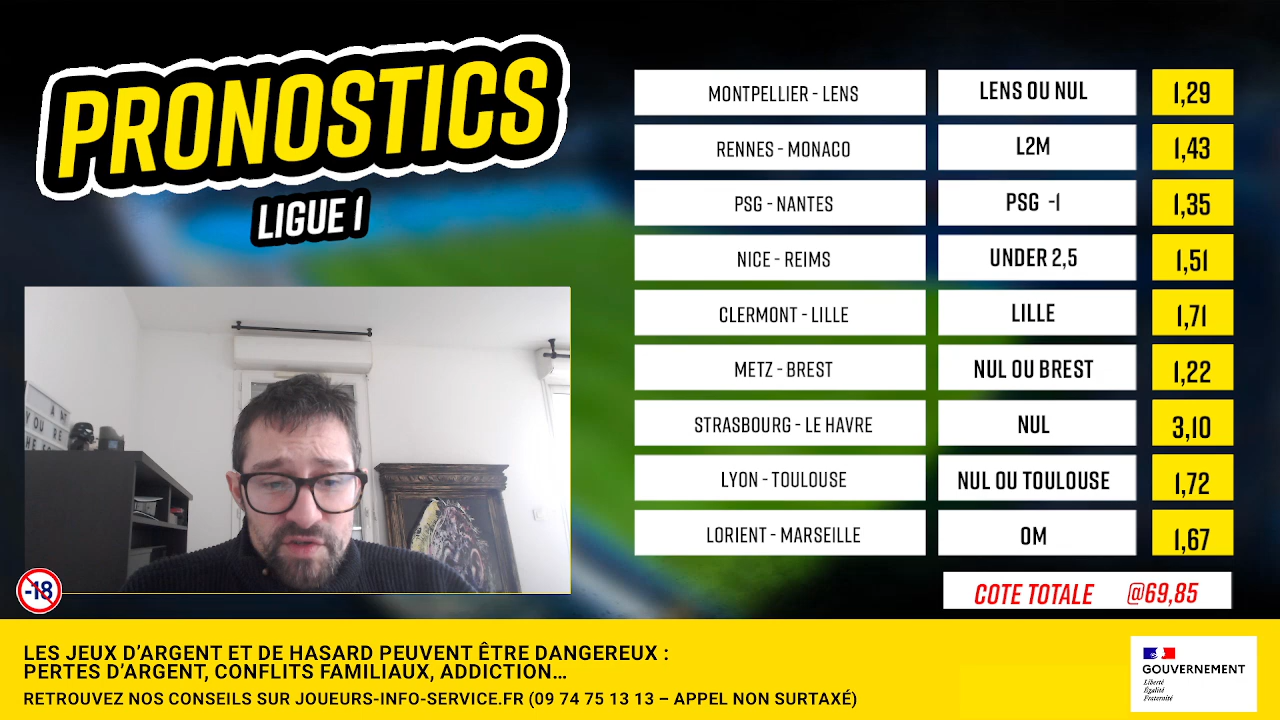 PRONOSTICS
LIGUE 1
MONTPELLIER - LENS LENS OU NUL 1,29
RENNES - MONACO L2M 1,43
PSG - NANTES PSG -1 1,35
NICE - REIMS UNDER 2,5 1,51
CLERMONT - LILLE LILLE 1,71
METZ - BREST NUL OU BREST 1,22
STRASBOURG - LE HAVRE NUL 3,10
LYON - TOULOUSE NUL OU TOULOUSE 1,72
LORIENT - MARSEILLE OM 1,67
COTE TOTALE @69,85
YOU RE
-18
LES JEUX D'ARGENT ET DE HASARD PEUVENT ÊTRE DANGEREUX :
PERTES D'ARGENT, CONFLITS FAMILIAUX, ADDICTION...
RETROUVEZ NOS CONSEILS SUR JOUEURS-INFO-SERVICE.FR (09 74 75 13 13 – APPEL NON SURTAXÉ)
GOUVERNEMENT
Liberté
Égalité
Fraternité